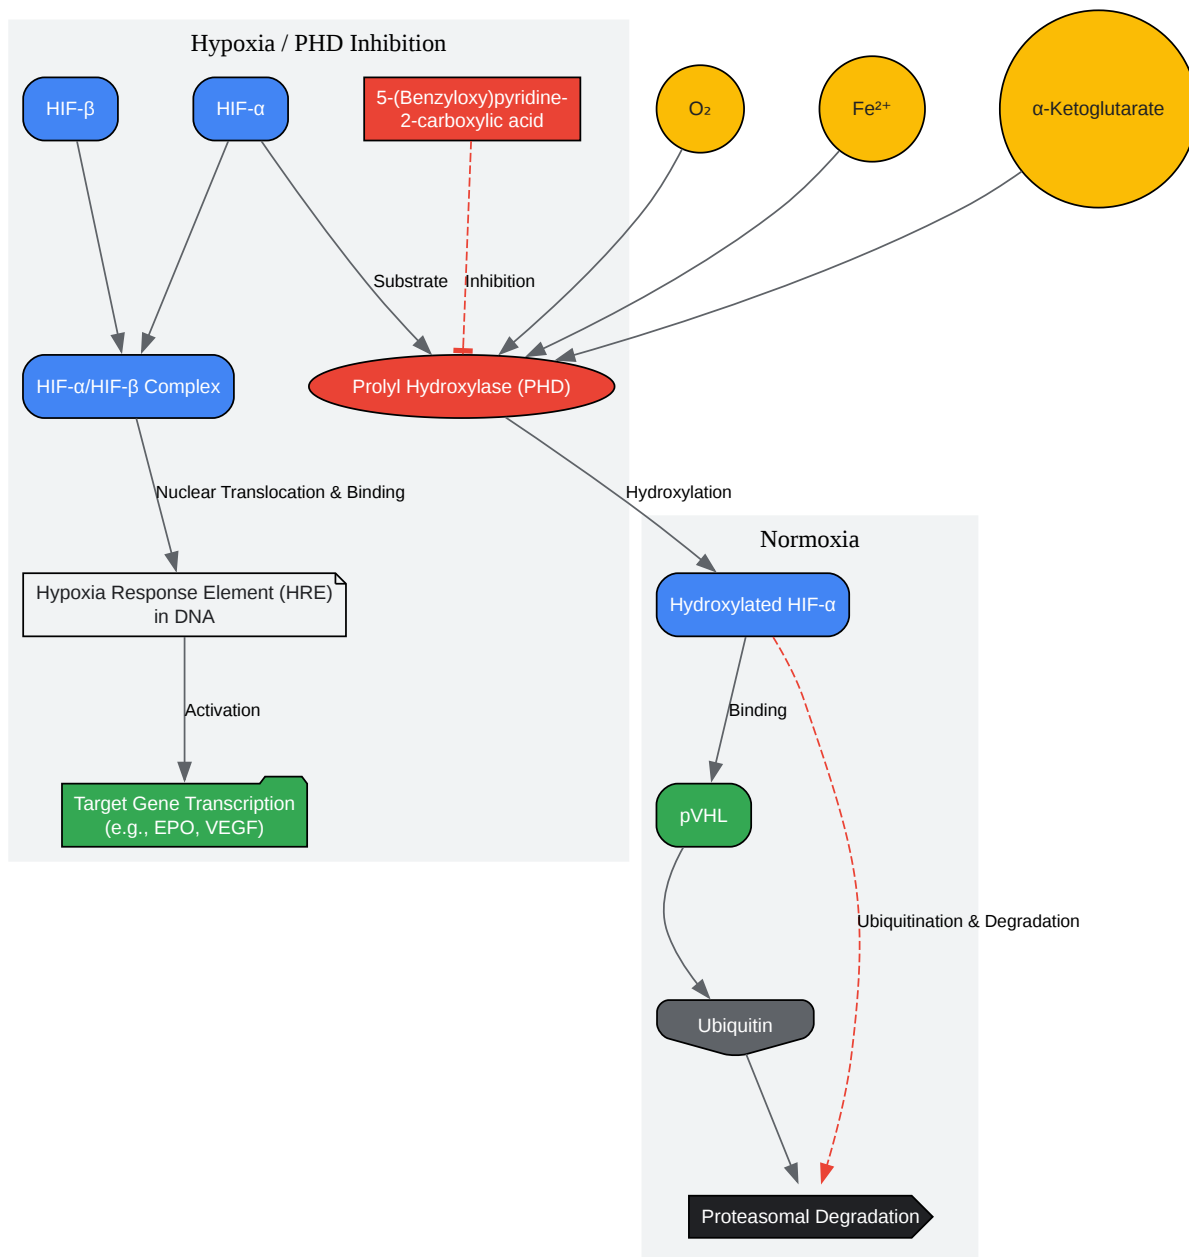 Hypoxia / PHD Inhibition
HIF-β
HIF-α
5-(Benzyloxy)pyridine-
2-carboxylic acid
O₂
Fe²⁺
α-Ketoglutarate
Substrate
Inhibition
HIF-α/HIF-β Complex
Prolyl Hydroxylase (PHD)
Nuclear Translocation & Binding
Hydroxylation
Normoxia
Hypoxia Response Element (HRE)
in DNA
Hydroxylated HIF-α
Activation
Binding
Target Gene Transcription
(e.g., EPO, VEGF)
pVHL
Ubiquitination & Degradation
Ubiquitin
Proteasomal Degradation